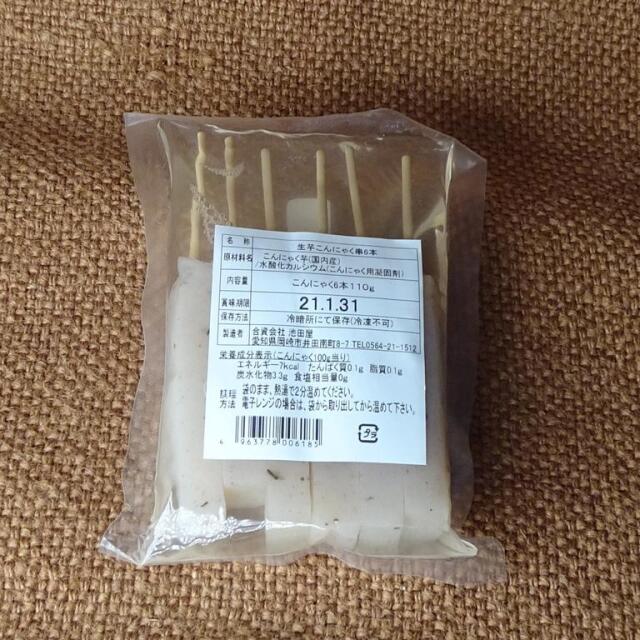 名称 生芋こんにゃく串6本
原材料名 こんにゃく芋(国内産)
/水酸化カルシウム(こんにゃく用凝固剤)
内容量 こんにゃく6本110g
賞味期限 21.1.31
保存方法 冷暗所にて保存(冷凍不可)
製造者 合資会社 池田屋
愛知県岡崎市井田南町8-7 TEL0564-21-1512
栄養成分表示(こんにゃく100g当り)
エネルギー7kcal たんぱく質0.1g 脂質0.1g
炭水化物3.3g 食塩相当量0g
調理 袋のまま、熱湯で2分温めてください。
方法 電子レンジの場合は、袋から取り出してから温めて下さい。
4 963778 006185
プラ